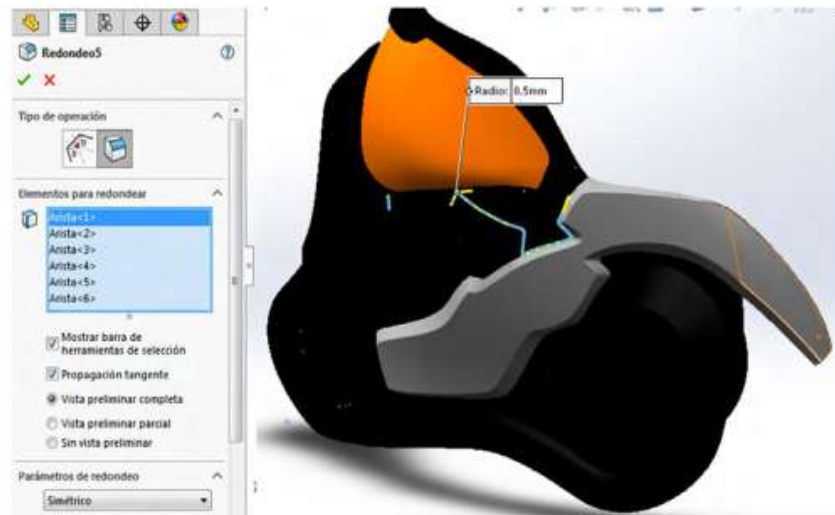 Redondeo5
Tipo de operación
Elementos para redondear
Arista<1>
Arista<2>
Arista<3>
Arista<4>
Arista<5>
Arista<6>
Mostrar barra de
herramientas de selección
Propagación tangente
Vista preliminar completa
Vista preliminar parcial
Sin vista preliminar
Parámetros de redondeo
Simétrico
Radio: 0.5mm